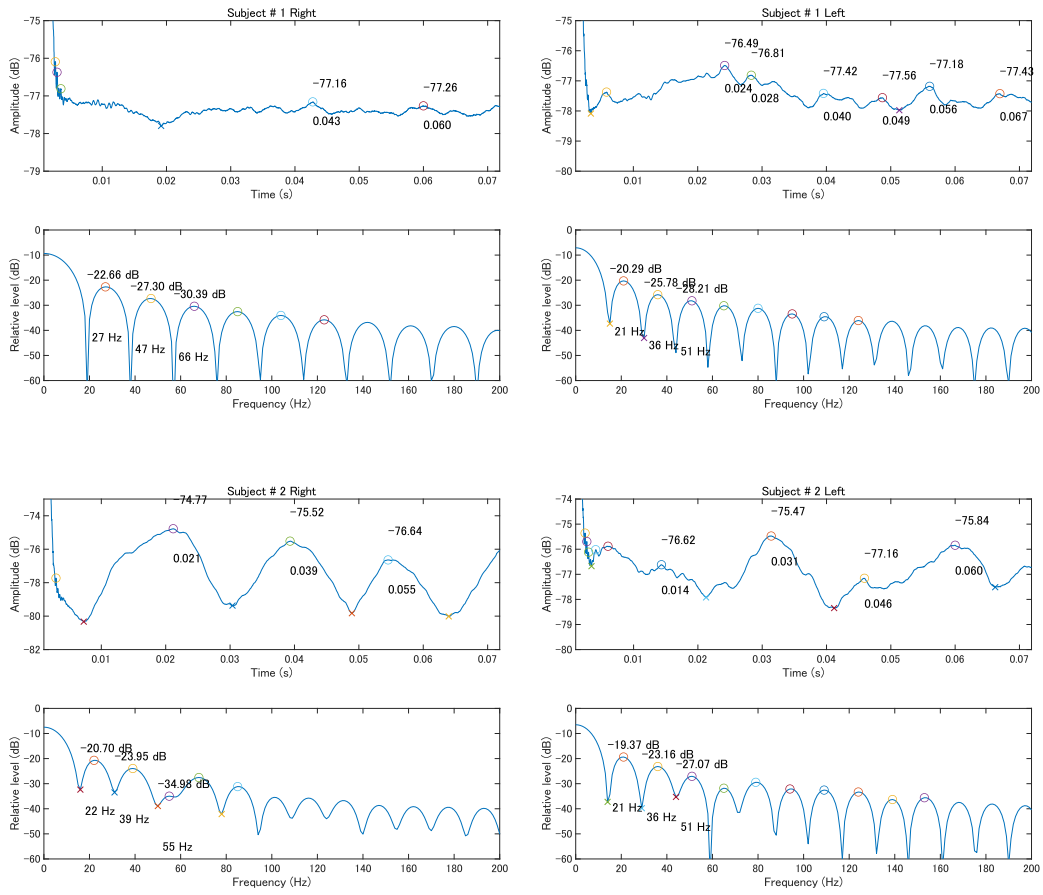 Subject # 1 Right
-75
-76
-77
-78
-79
Amplitude (dB)
-77.16
0.043
-77.26
0.060
0.01 0.02 0.03 0.04 0.05 0.06 0.07
Time (s)
Subject # 1 Left
-75
-76
-77
-78
-79
-80
Amplitude (dB)
-76.49
-76.81
-77.42
-77.56
-77.18
-77.43
0.024
0.028
0.040
0.049
0.056
0.067
0.01 0.02 0.03 0.04 0.05 0.06 0.07
Time (s)
0
-10
-20
-30
-40
-50
-60
Relative level (dB)
-22.66 dB
-27.30 dB
-30.39 dB
27 Hz
47 Hz
66 Hz
0 20 40 60 80 100 120 140 160 180 200
Frequency (Hz)
0
-10
-20
-30
-40
-50
-60
Relative level (dB)
-20.29 dB
-25.78 dB
-28.21 dB
21 Hz
36 Hz
51 Hz
0 20 40 60 80 100 120 140 160 180 200
Frequency (Hz)
Subject # 2 Right
-74
-76
-78
-80
-82
Amplitude (dB)
-74.77
-75.52
-76.64
0.021
0.039
0.055
0.01 0.02 0.03 0.04 0.05 0.06 0.07
Time (s)
Subject # 2 Left
-74
-75
-76
-77
-78
-79
-80
Amplitude (dB)
-76.62
-75.47
-77.16
-75.84
0.014
0.031
0.046
0.060
0.01 0.02 0.03 0.04 0.05 0.06 0.07
Time (s)
0
-10
-20
-30
-40
-50
-60
Relative level (dB)
-20.70 dB
-23.95 dB
-34.98 dB
22 Hz
39 Hz
55 Hz
0 20 40 60 80 100 120 140 160 180 200
Frequency (Hz)
0
-10
-20
-30
-40
-50
-60
Relative level (dB)
-19.37 dB
-23.16 dB
-27.07 dB
21 Hz
36 Hz
51 Hz
0 20 40 60 80 100 120 140 160 180 200
Frequency (Hz)